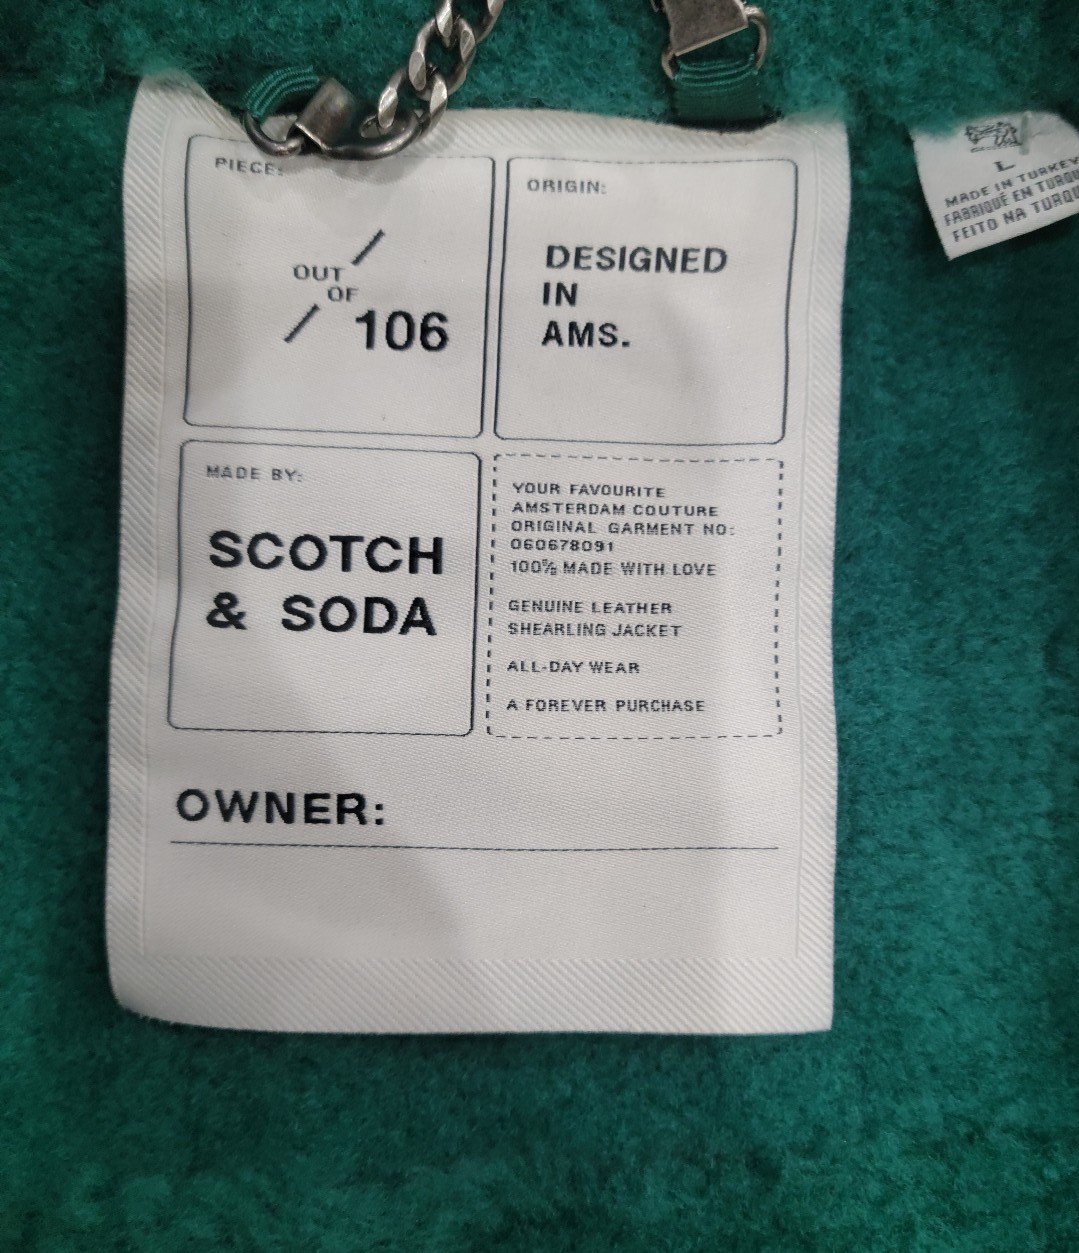 PIECE:
OUT
OF
106
ORIGIN:
DESIGNED
IN
AMS.
MADE BY:
SCOTCH
& SODA
YOUR FAVOURITE
AMSTERDAM COUTURE
ORIGINAL GARMENT NO:
060678091
100% MADE WITH LOVE
GENUINE LEATHER
SHEARLING JACKET
ALL-DAY WEAR
A FOREVER PURCHASE
OWNER:
L
MADE IN TURKEY
FABRIQUÉ EN
FEITO NA